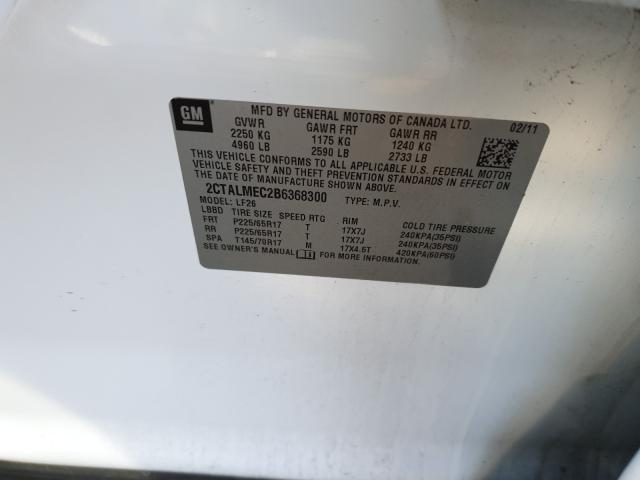 GM MFD BY GENERAL MOTORS OF CANADA LTD. 02/11
GVWR GAWR FRT GAWR RR
2250 KG 1175 KG 1240 KG
4960 LB 2590 LB 2733 LB
THIS VEHICLE CONFORMS TO ALL APPLICABLE U.S. FEDERAL MOTOR
VEHICLE SAFETY AND THEFT PREVENTION STANDARDS IN EFFECT ON THE
DATE OF MANUFACTURE SHOWN ABOVE.
2CTALMEC2B6368300 TYPE: M.P.V.
MODEL: LF26
LBBD TIRE SIZE SPEED RTG RIM COLD TIRE PRESSURE
FRT P225/65R17 T 17X7J 240KPA(35PSI)
RR P225/65R17 T 17X7J 240KPA(35PSI)
SPA T145/70R17 M 17X4.5T 420KPA(60PSI)
SEE OWNER'S MANUAL FOR MORE INFORMATION.